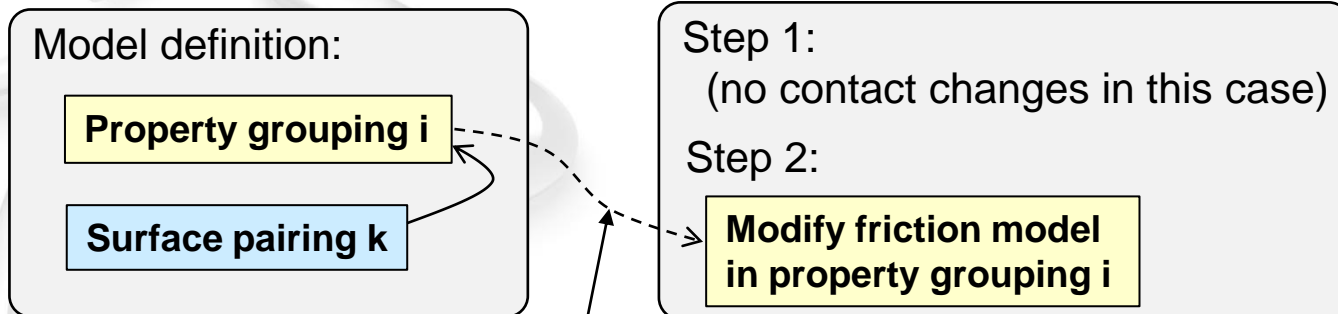 Model definition:
Property grouping i
Surface pairing k
Step 1:
(no contact changes in this case)
Step 2:
Modify friction model
in property grouping i